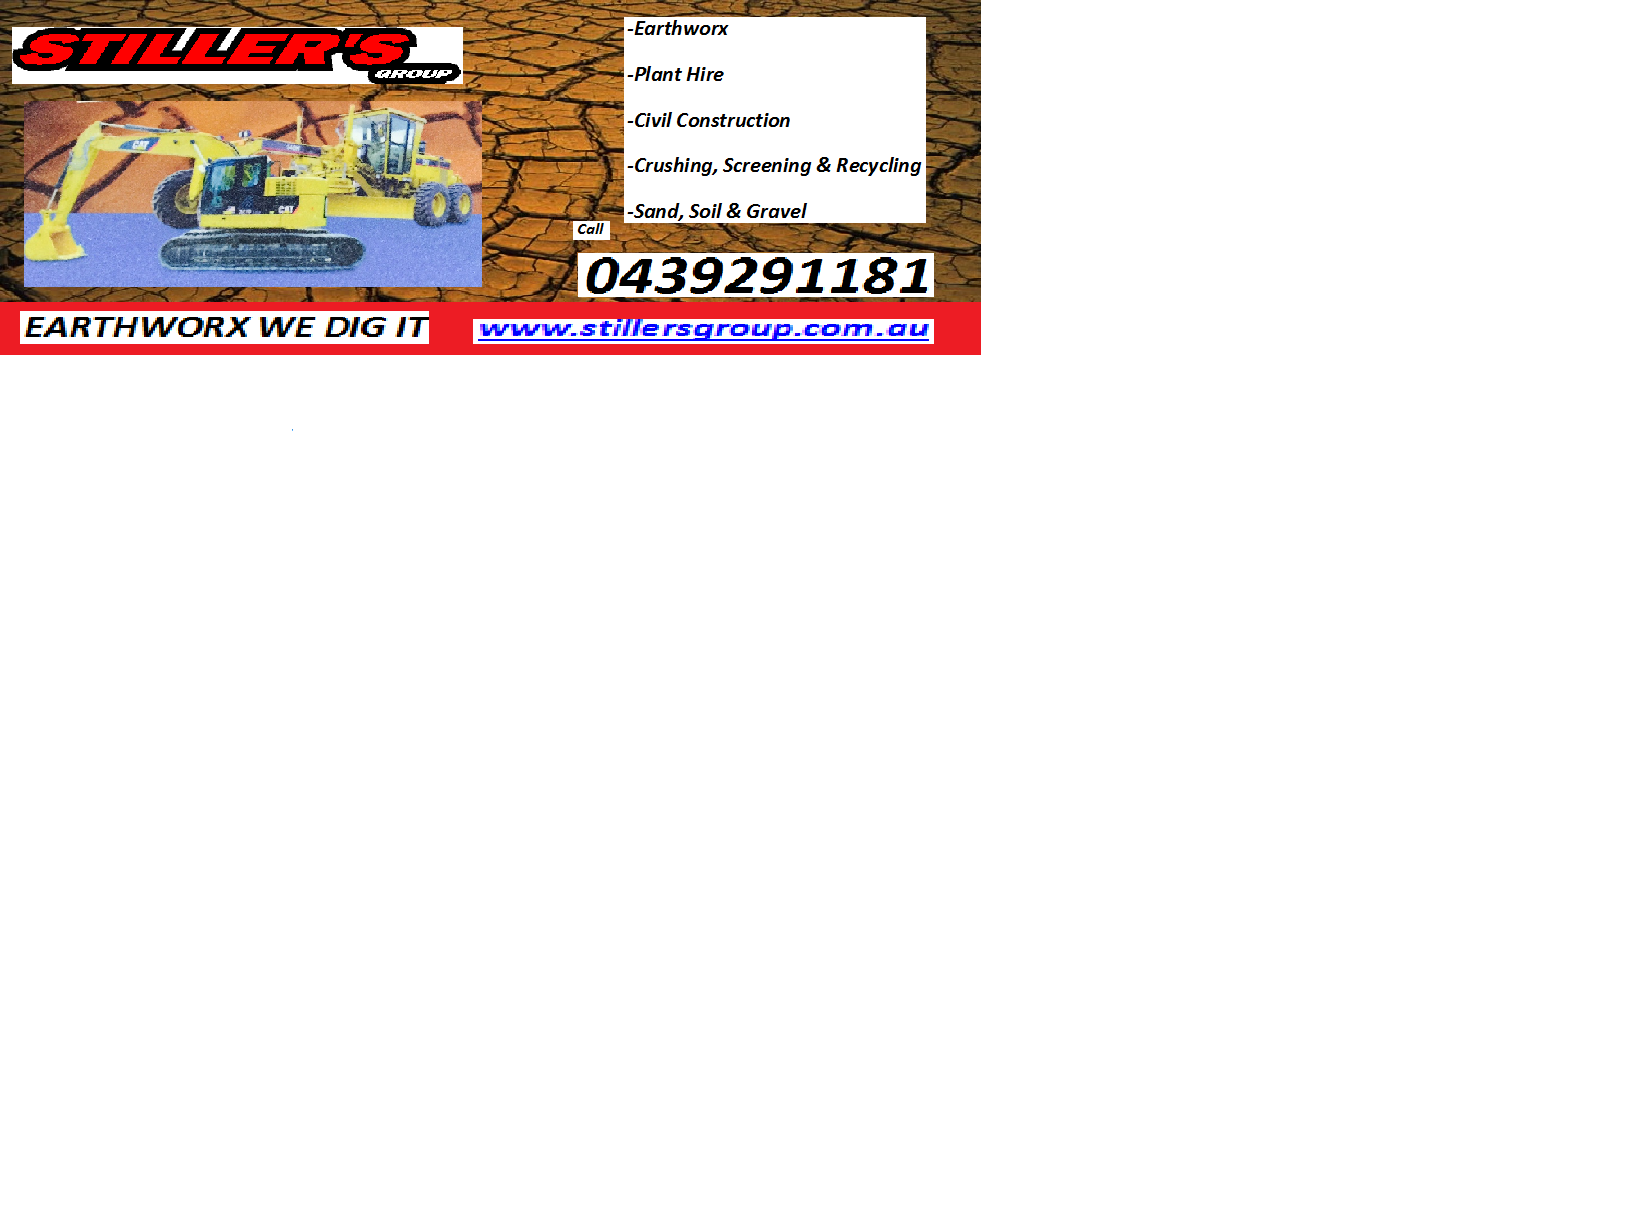 STILLER'S
GROUP
-Earthworx
-Plant Hire
-Civil Construction
-Crushing, Screening & Recycling
-Sand, Soil & Gravel
CAT
CAT
Call
0439291181
EARTHWORX WE DIG IT
www.stillersgroup.com.au